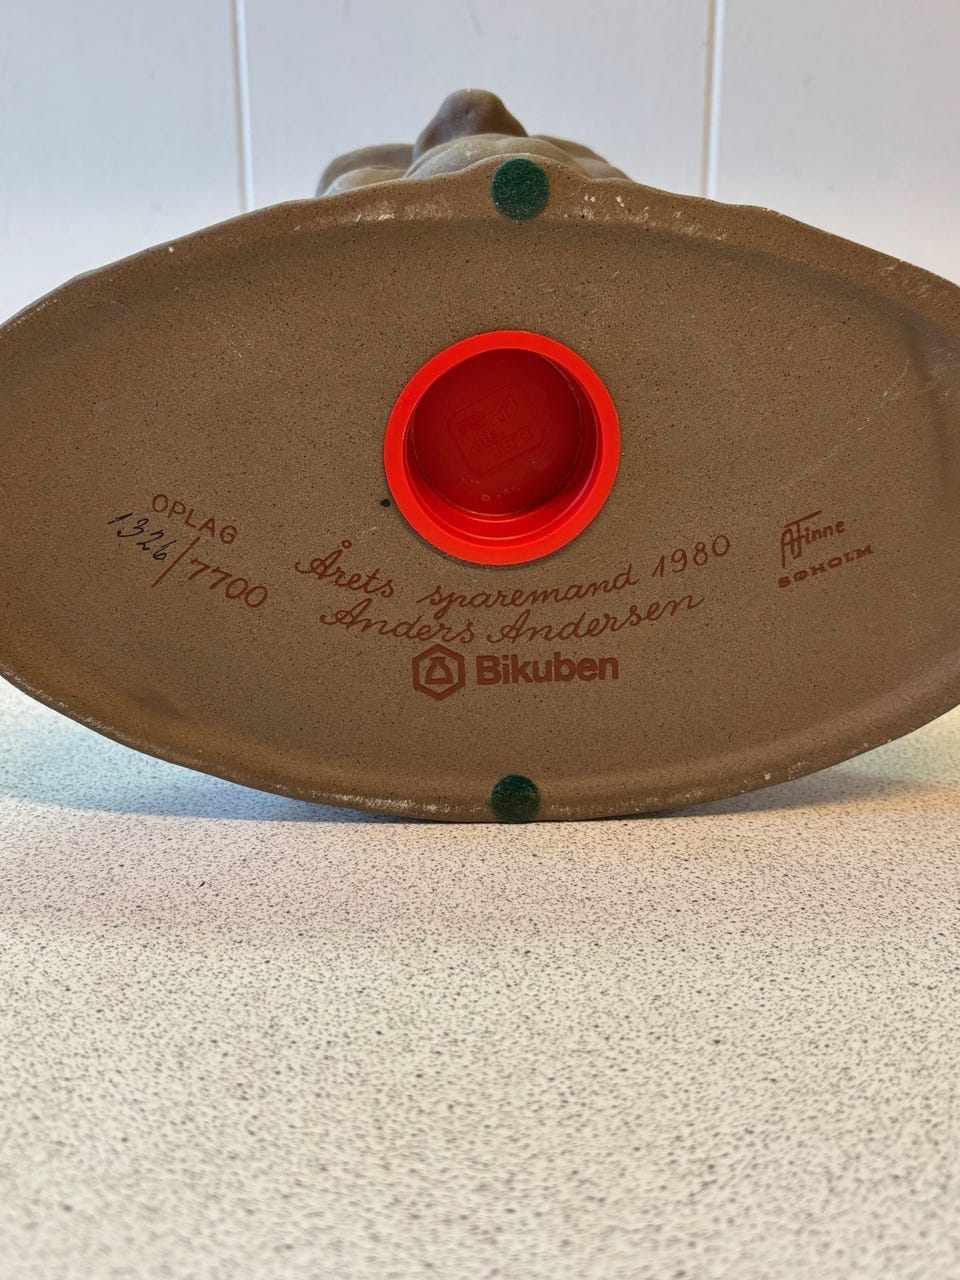 OPLAG
1326/7700
Årets sparemand 1980
Anders Andersen
Bikuben
AFinne
SØHOLM